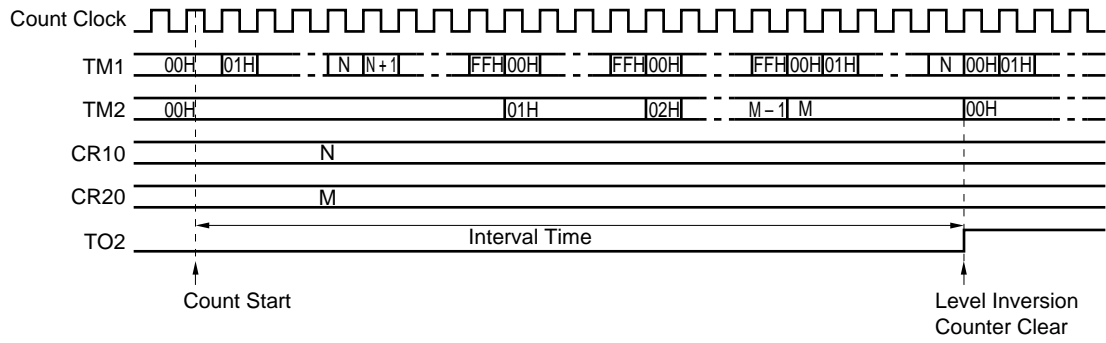 Count Clock
TM1 00H 01H N N + 1 FFH 00H FFH 00H FFH 00H 01H N 00H 01H
TM2 00H 01H 02H M – 1 M 00H
CR10 N
CR20 M
TO2 Interval Time
Count Start
Level Inversion
Counter Clear